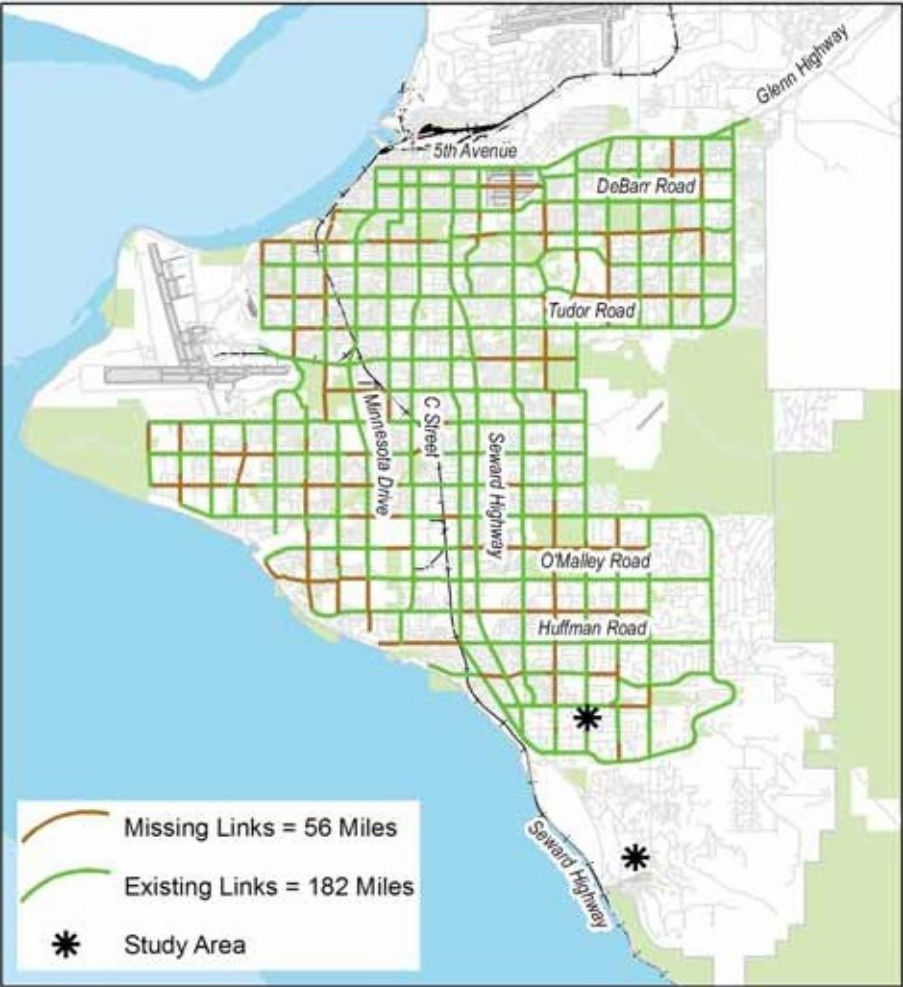 Glenn Highway
5th Avenue
DeBarr Road
Tudor Road
Minnesota Drive
C Street
Seward Highway
O'Malley Road
Huffman Road
Missing Links = 56 Miles
Existing Links = 182 Miles
Study Area
Seward Highway